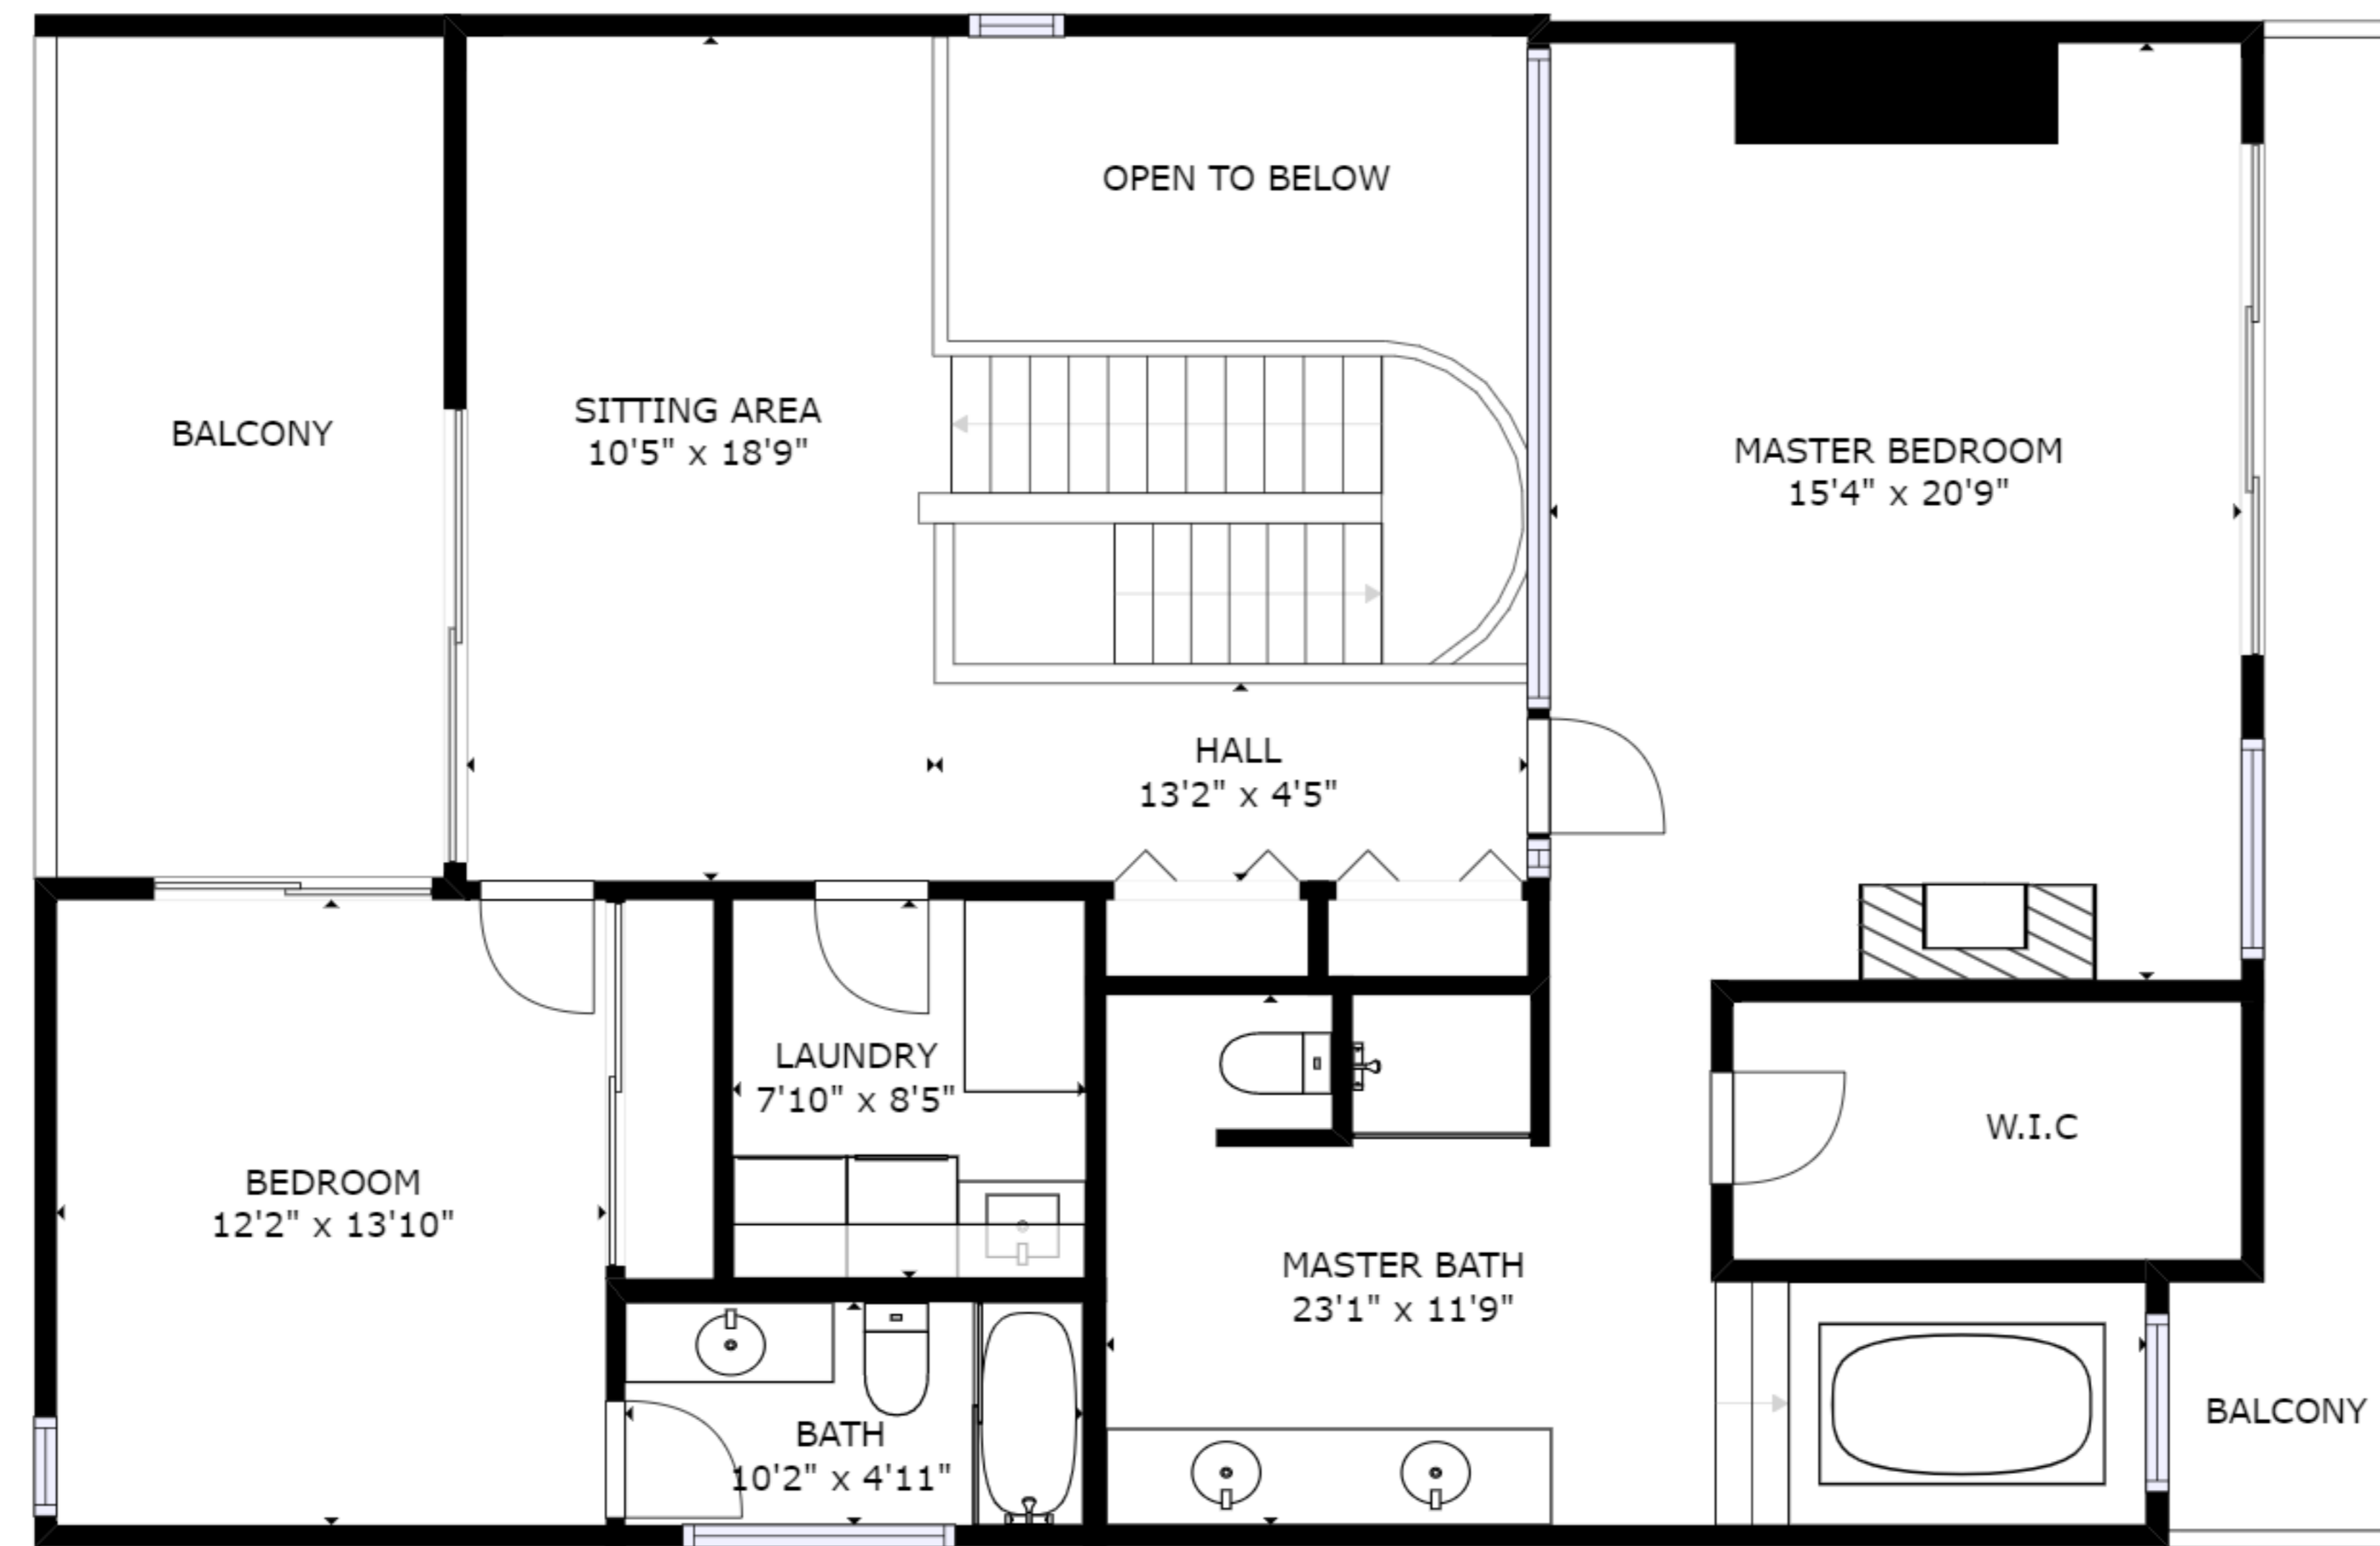 OPEN TO BELOW
BALCONY
SITTING AREA
10'5" x 18'9"
MASTER BEDROOM
15'4" x 20'9"
HALL
13'2" x 4'5"
LAUNDRY
7'10" x 8'5"
W.I.C
BEDROOM
12'2" x 13'10"
MASTER BATH
23'1" x 11'9"
BATH
10'2" x 4'11"
BALCONY